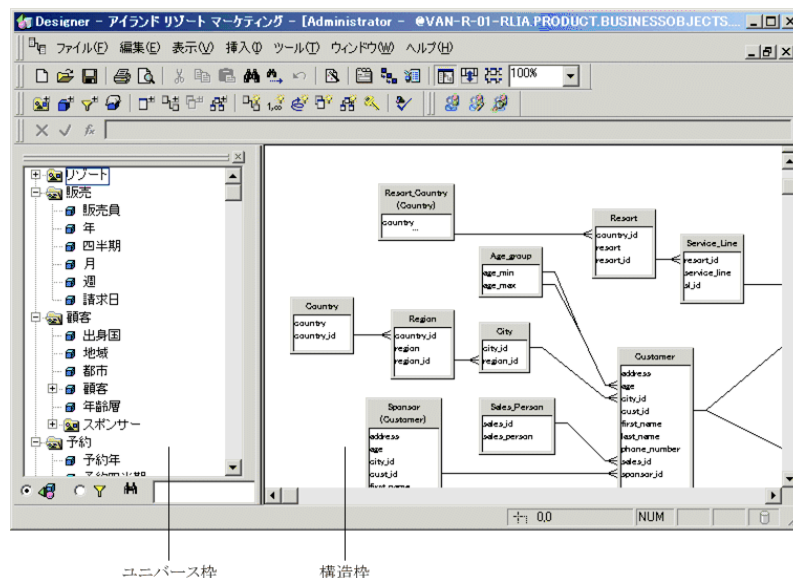 Designer - アイランド リゾート マーケティング - [Administrator - @VAN-R-01-RLIA.PRODUCT.BUSINESSOBJECTS....
ファイル(F) 編集(E) 表示(V) 挿入(I) ツール(T) ウィンドウ(W) ヘルプ(H)
100%
リゾート
販売
販売員
年
四半期
月
週
請求日
顧客
出身国
地域
都市
顧客
年齢層
スポンサー
予約
予約年
Resort_Country
(Country)
country
Resort
country_id
resort
resort_id
Service_Line
resort_id
service_line
sl_id
Age_group
age_min
age_max
Country
country
country_id
Region
country_id
region
region_id
City
city_id
region_id
Customer
address
age
city_id
cust_id
first_name
last_name
phone_number
sales_id
sponsor_id
Sponsor
(Customer)
address
age
city_id
cust_id
Sales_Person
sales_id
sales_person
0,0
NUM
ユニバース枠
構造枠